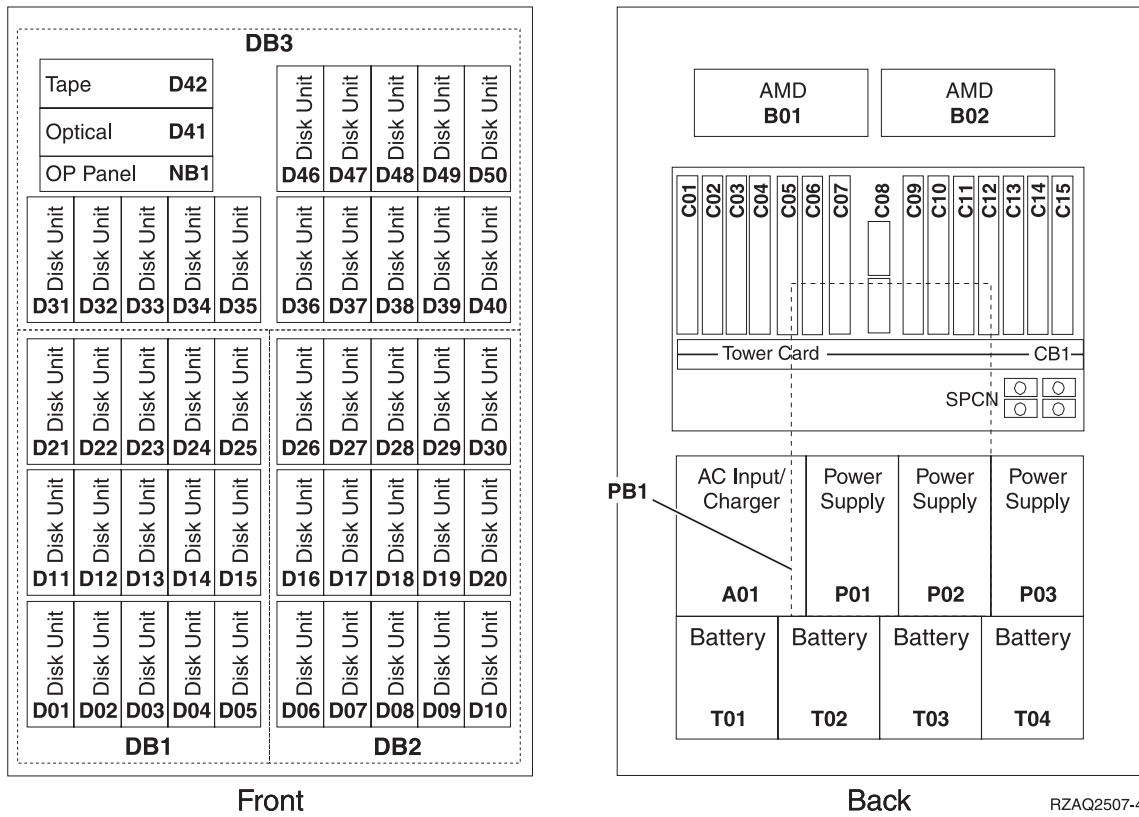 DB3
Tape D42
Optical D41
OP Panel NB1
Disk Unit Disk Unit Disk Unit Disk Unit Disk Unit
D46 D47 D48 D49 D50
Disk Unit Disk Unit Disk Unit Disk Unit Disk Unit Disk Unit Disk Unit Disk Unit Disk Unit Disk Unit
D31 D32 D33 D34 D35 D36 D37 D38 D39 D40
Disk Unit Disk Unit Disk Unit Disk Unit Disk Unit Disk Unit Disk Unit Disk Unit Disk Unit Disk Unit
D21 D22 D23 D24 D25 D26 D27 D28 D29 D30
Disk Unit Disk Unit Disk Unit Disk Unit Disk Unit Disk Unit Disk Unit Disk Unit Disk Unit Disk Unit
D11 D12 D13 D14 D15 D16 D17 D18 D19 D20
Disk Unit Disk Unit Disk Unit Disk Unit Disk Unit Disk Unit Disk Unit Disk Unit Disk Unit Disk Unit
D01 D02 D03 D04 D05 D06 D07 D08 D09 D10
DB1 DB2
Front
AMD AMD
B01 B02
C01 C02 C03 C04 C05 C06 C07 C08 C09 C10 C11 C12 C13 C14 C15
Tower Card CB1
SPCN
PB1
AC Input/ Power Power Power
Charger Supply Supply Supply
A01 P01 P02 P03
Battery Battery Battery Battery
T01 T02 T03 T04
Back
RZAQ2507-4